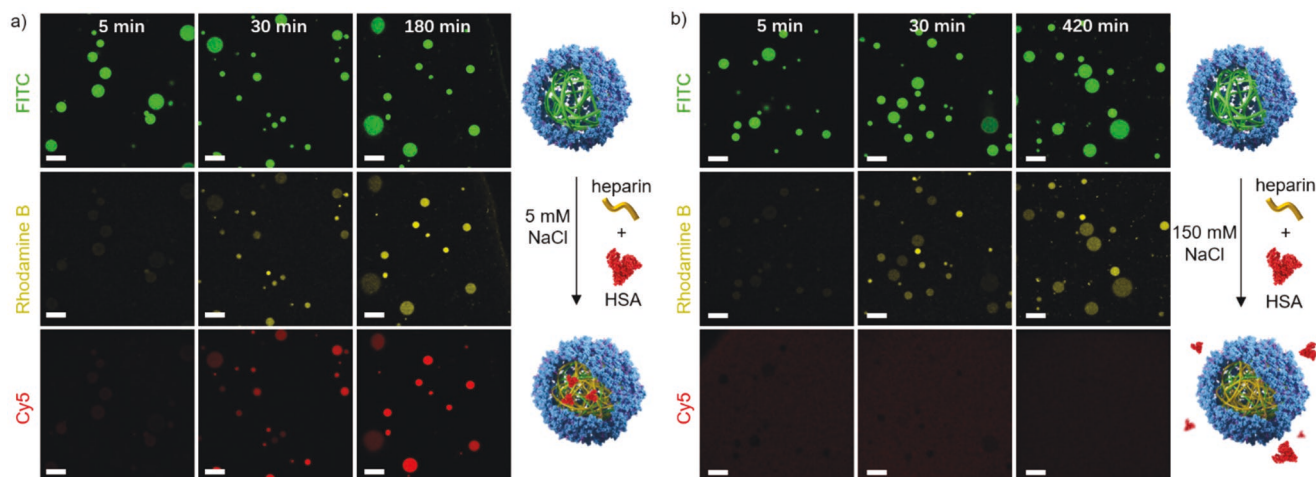 a)
5 min
30 min
180 min
FITC
Rhodamine B
Cy5
5 mM
NaCl
heparin
+
HSA
b)
5 min
30 min
420 min
FITC
Rhodamine B
Cy5
150 mM
NaCl
heparin
+
HSA